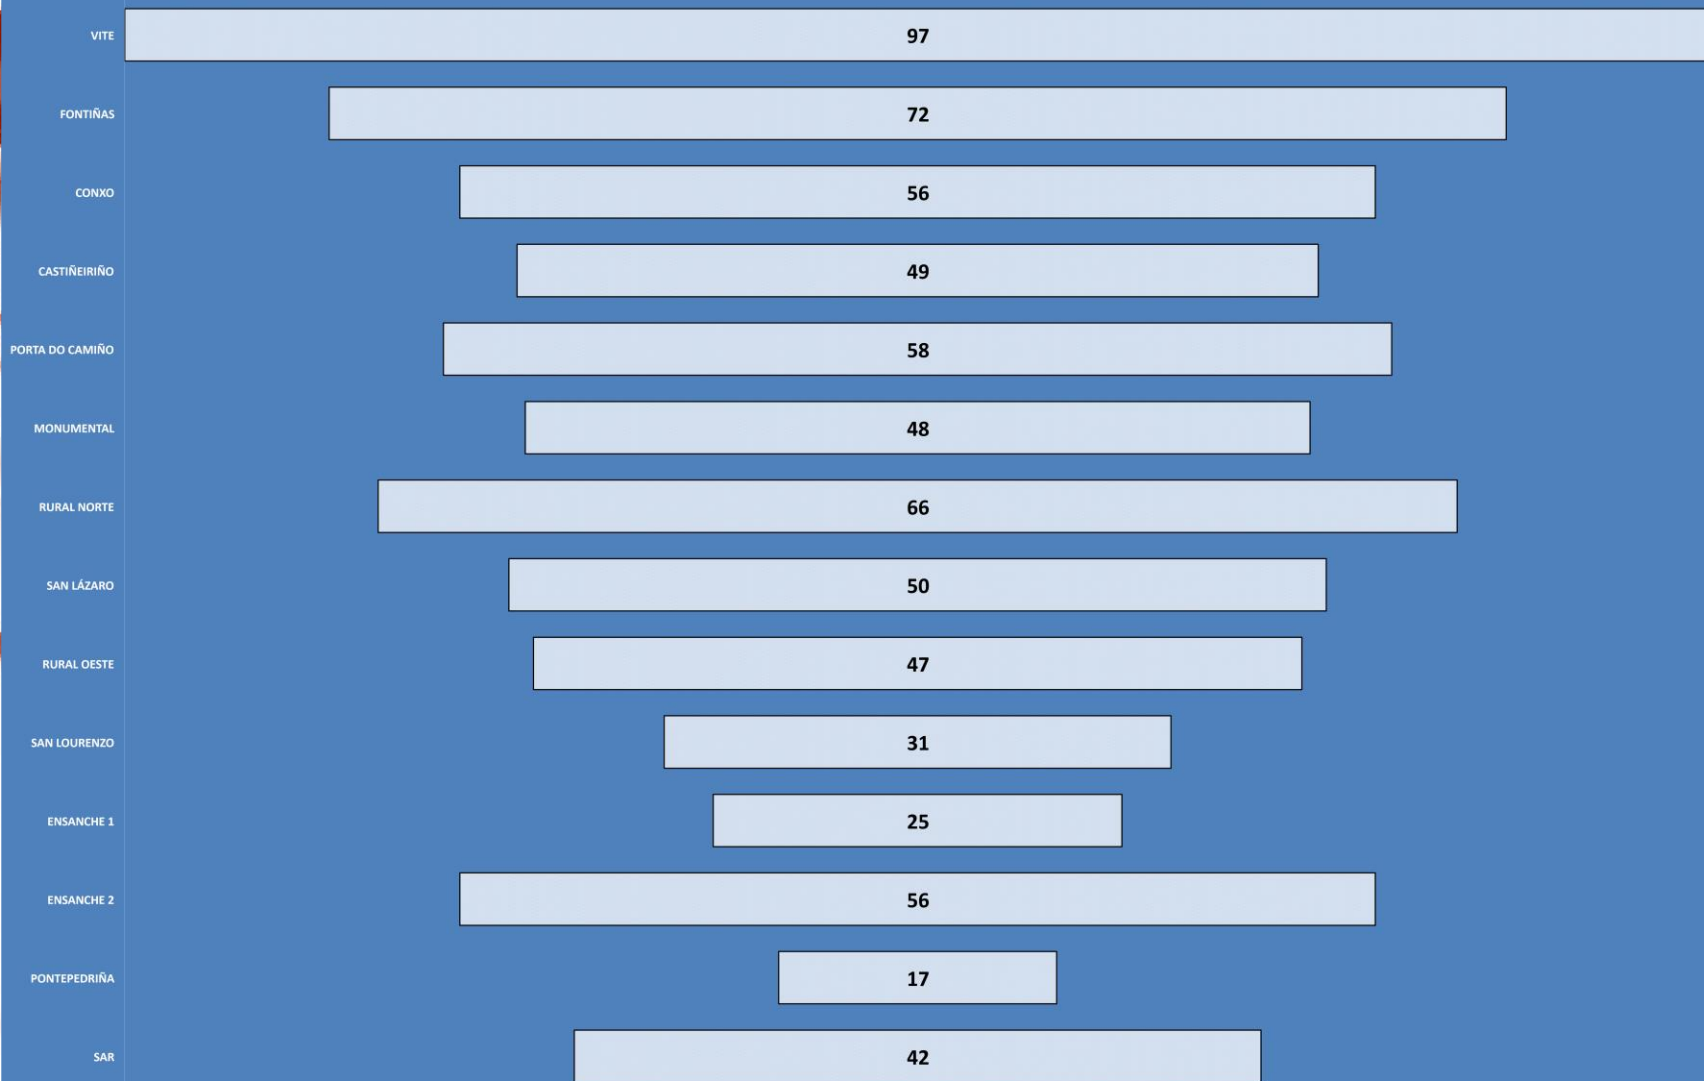 VITE 97
FONTIÑAS 72
CONXO 56
CASTIÑEIRIÑO 49
PORTA DO CAMIÑO 58
MONUMENTAL 48
RURAL NORTE 66
SAN LÁZARO 50
RURAL OESTE 47
SAN LOURENZO 31
ENSANCHE 1 25
ENSANCHE 2 56
PONTEPEDRIÑA 17
SAR 42